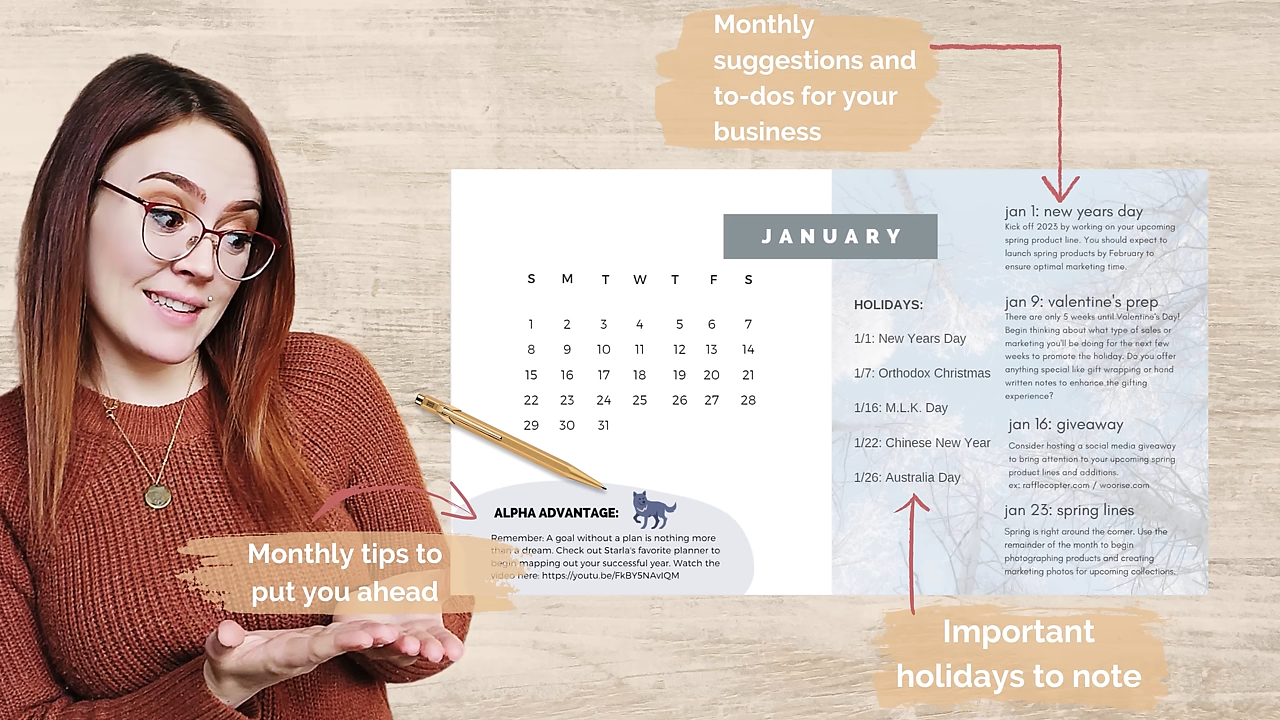 Monthly
suggestions and
to-dos for your
business
JANUARY
S M T W T F S
1 2 3 4 5 6 7
8 9 10 11 12 13 14
15 16 17 18 19 20 21
22 23 24 25 26 27 28
29 30 31
HOLIDAYS:
1/1: New Years Day
1/7: Orthodox Christmas
1/16: M.L.K. Day
1/22: Chinese New Year
1/26: Australia Day
jan 1: new years day
Kick off 2023 by working on your upcoming
spring product line. You should expect to
launch spring products by February to
ensure optimal marketing time.
jan 9: valentine's prep
There are only 5 weeks until Valentine's Day!
Begin thinking about what type of sales or
marketing you'll be doing for the next few
weeks to promote the holiday. Do you offer
anything special like gift wrapping or hand
written notes to enhance the gifting
experience?
jan 16: giveaway
Consider hosting a social media giveaway
to bring attention to your upcoming spring
product lines and additions.
ex: rafflecopter.com / woorise.com
jan 23: spring lines
Spring is right around the corner. Use the
remainder of the month to begin
photographing products and creating
marketing photos for upcoming collections.
ALPHA ADVANTAGE:
Remember: A goal without a plan is nothing more
than a dream. Check out Starla's favorite planner to
begin mapping out your successful year. Watch the
video here: https://youtu.be/FkBY5NAvIQM
Monthly tips to
put you ahead
Important
holidays to note